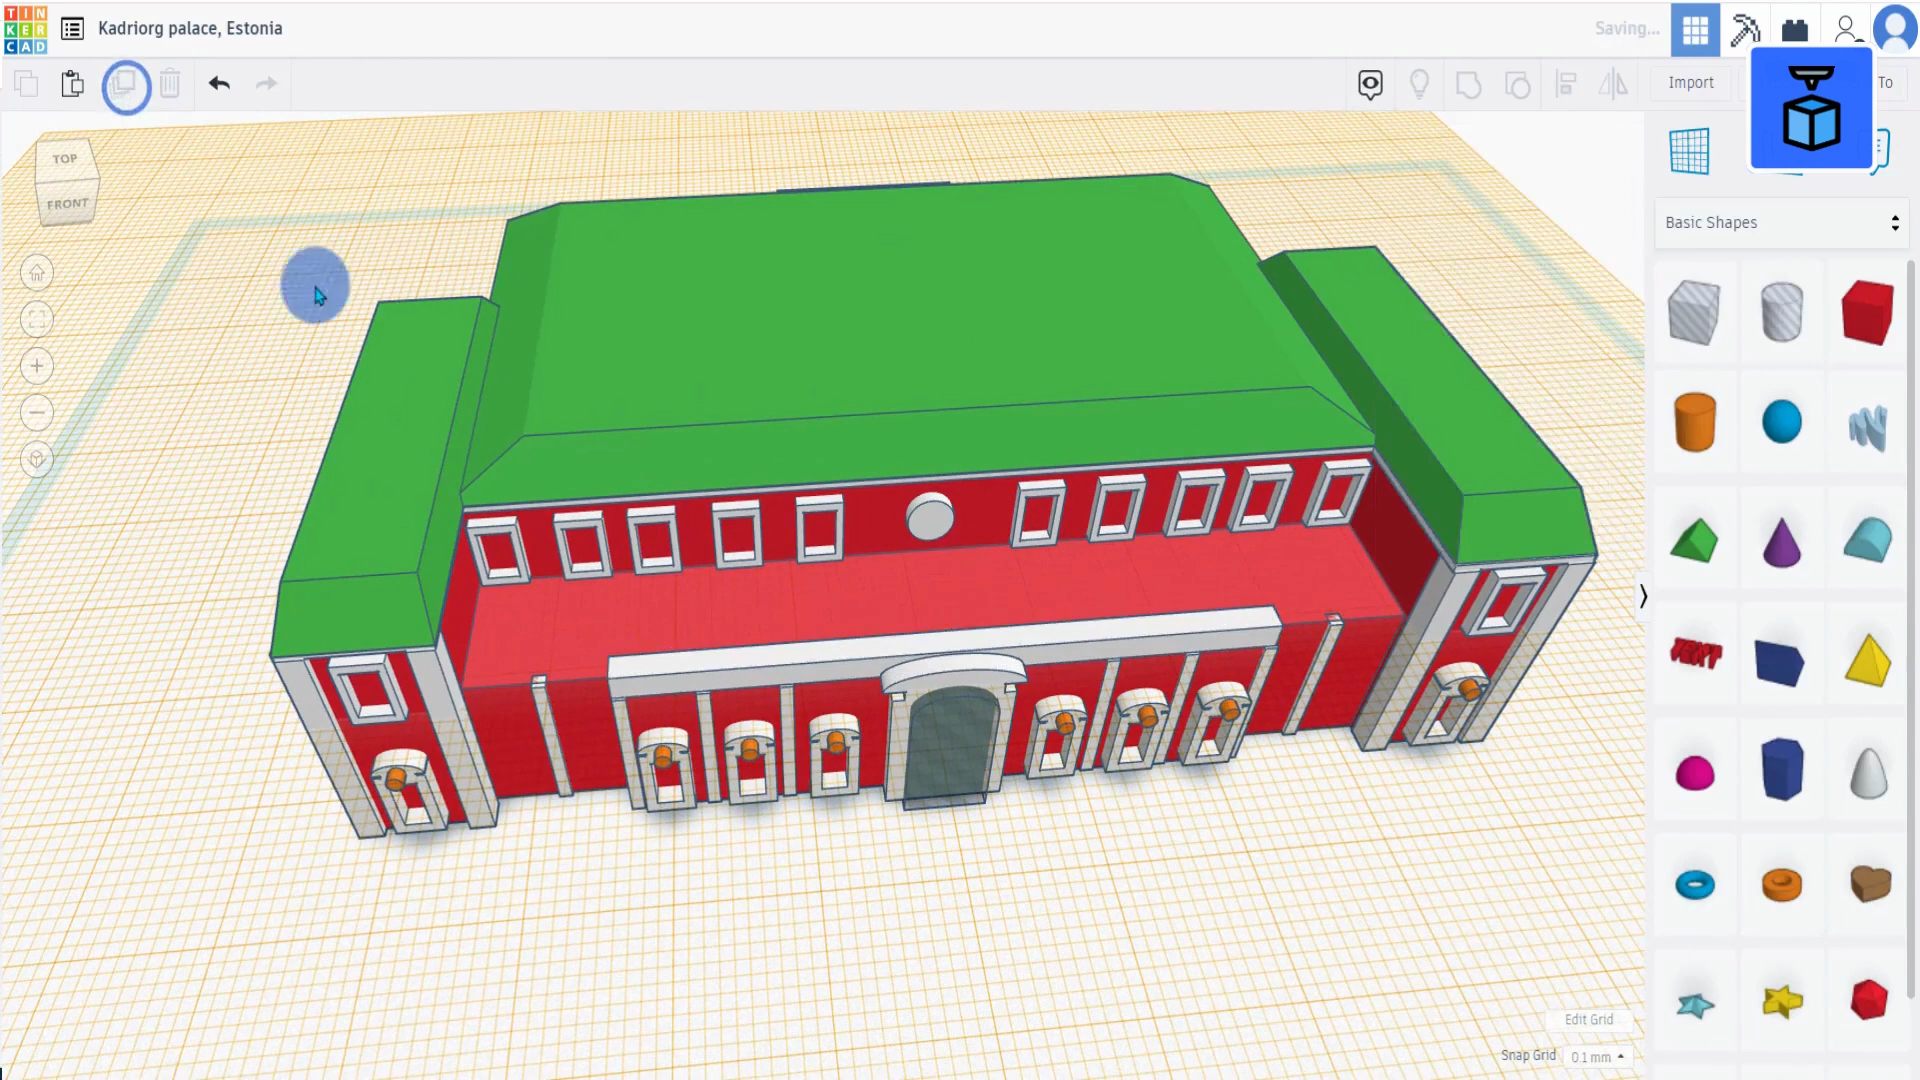 TIN
KER
CAD
Kadriorg palace, Estonia
Saving...
Import
To
TOP
FRONT
Basic Shapes
TEXT
Edit Grid
Snap Grid 0.1 mm